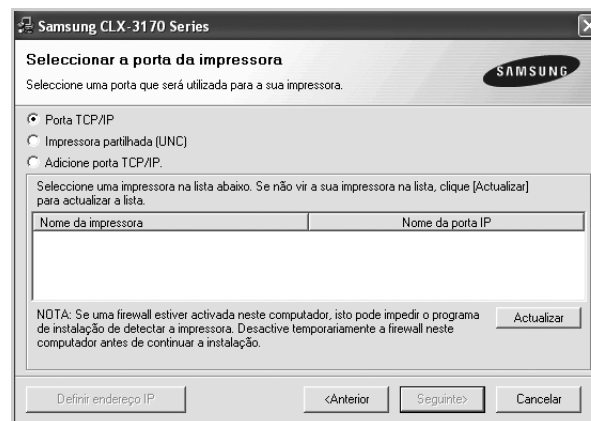 Samsung CLX-3170 Series
Seleccionar a porta da impressora
Seleccione uma porta que será utilizada para a sua impressora.
SAMSUNG
Porta TCP/IP
Impressora partilhada (UNC)
Adicione porta TCP/IP.
Seleccione uma impressora na lista abaixo. Se não vir a sua impressora na lista, clique [Actualizar]
para actualizar a lista.
Nome da impressora Nome da porta IP
NOTA: Se uma firewall estiver activada neste computador, isto pode impedir o programa
de instalação de detectar a impressora. Desactive temporariamente a firewall neste
computador antes de continuar a instalação.
Actualizar
Definir endereço IP <Anterior Seguinte> Cancelar